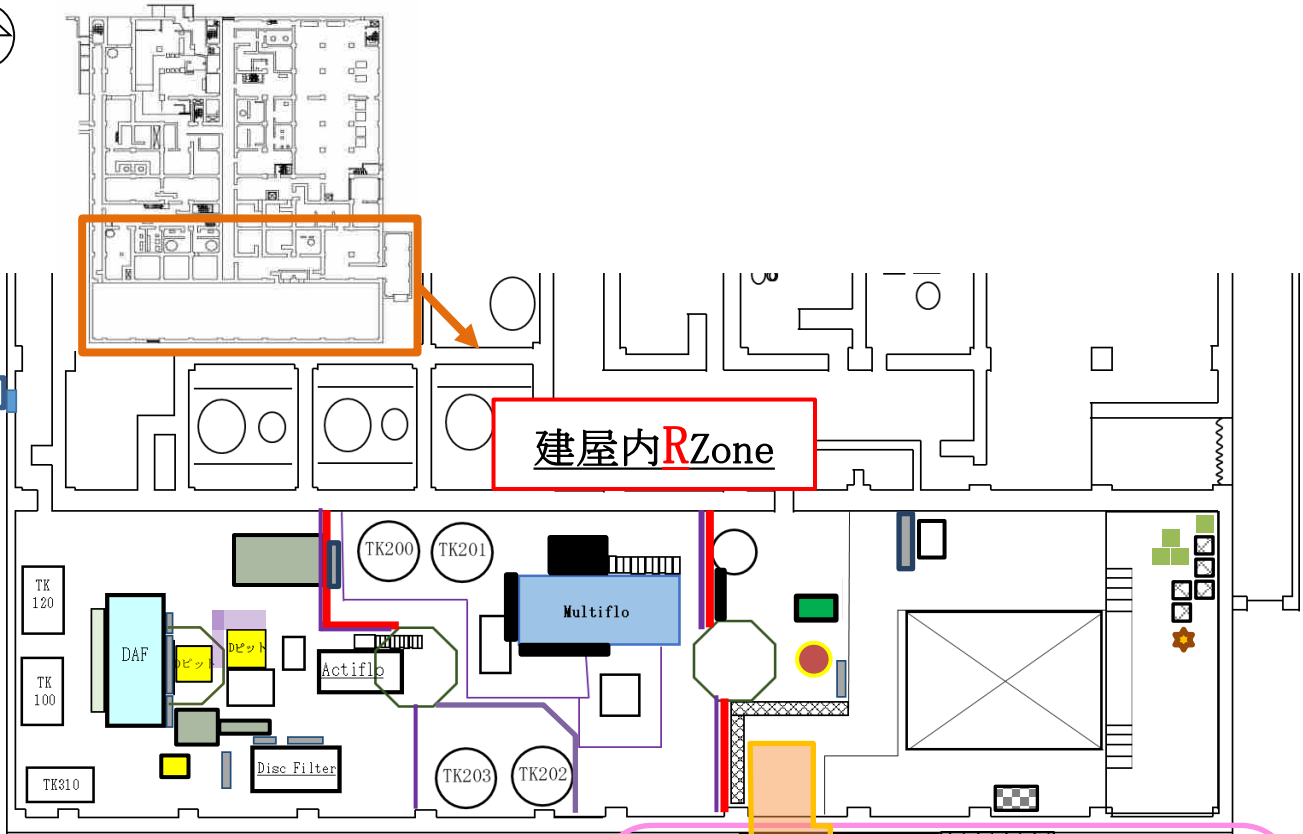 建屋内RZone
TK200
TK201
TK
120
Multiflo
DAF
Dピット
Dピット
Actiflo
TK
100
TK203
TK202
Disc Filter
TK310